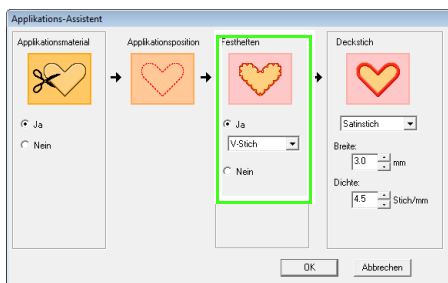 Applikations-Assistent
Applikationsmaterial
Ja
Nein
Applikationsposition
Festheften
Ja
V-Stich
Nein
Deckstich
Satinstich
Breite:
3.0 mm
Dichte:
4.5 Stich/mm
OK
Abbrechen